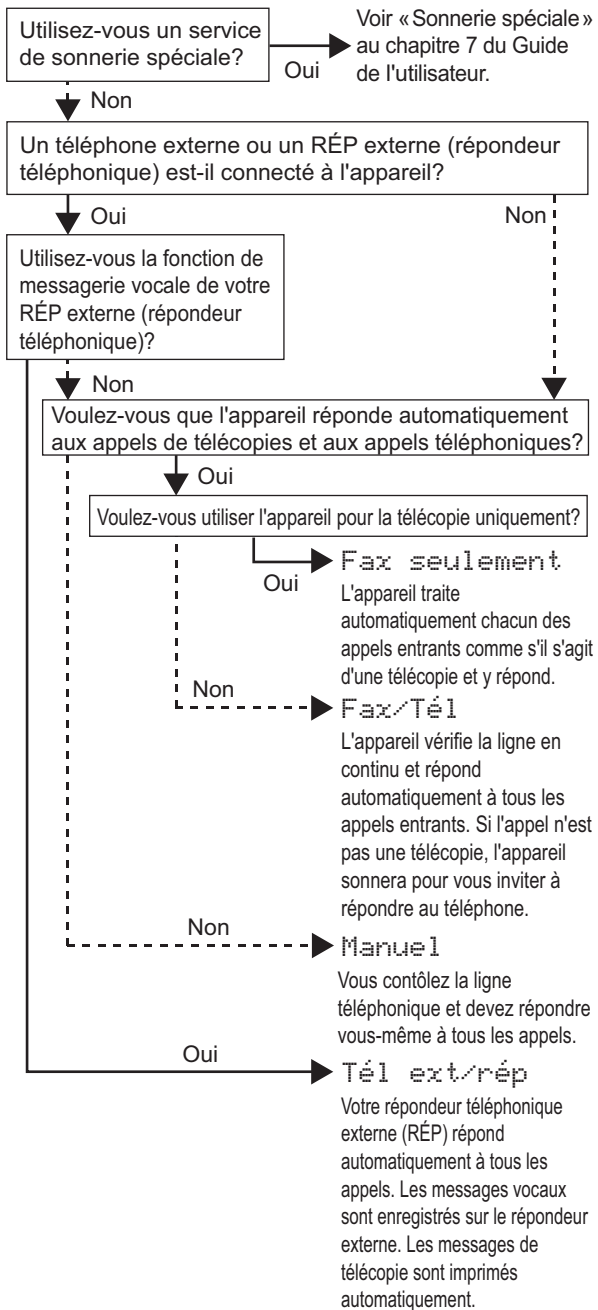 Utilisez-vous un service
de sonnerie spéciale?
Oui
Voir «Sonnerie spéciale»
au chapitre 7 du Guide
de l'utilisateur.
Non
Un téléphone externe ou un RÉP externe (répondeur
téléphonique) est-il connecté à l'appareil?
Oui
Non
Utilisez-vous la fonction de
messagerie vocale de votre
RÉP externe (répondeur
téléphonique)?
Non
Voulez-vous que l'appareil réponde automatiquement
aux appels de télécopies et aux appels téléphoniques?
Oui
Voulez-vous utiliser l'appareil pour la télécopie uniquement?
Oui
Fax seulement
L'appareil traite
automatiquement chacun des
appels entrants comme s'il s'agit
d'une télécopie et y répond.
Non
Fax/Tél
L'appareil vérifie la ligne en
continu et répond
automatiquement à tous les
appels entrants. Si l'appel n'est
pas une télécopie, l'appareil
sonnera pour vous inviter à
répondre au téléphone.
Non
Manuel
Vous contôlez la ligne
téléphonique et devez répondre
vous-même à tous les appels.
Oui
Tél ext/rép
Votre répondeur téléphonique
externe (RÉP) répond
automatiquement à tous les
appels. Les messages vocaux
sont enregistrés sur le répondeur
externe. Les messages de
télécopie sont imprimés
automatiquement.